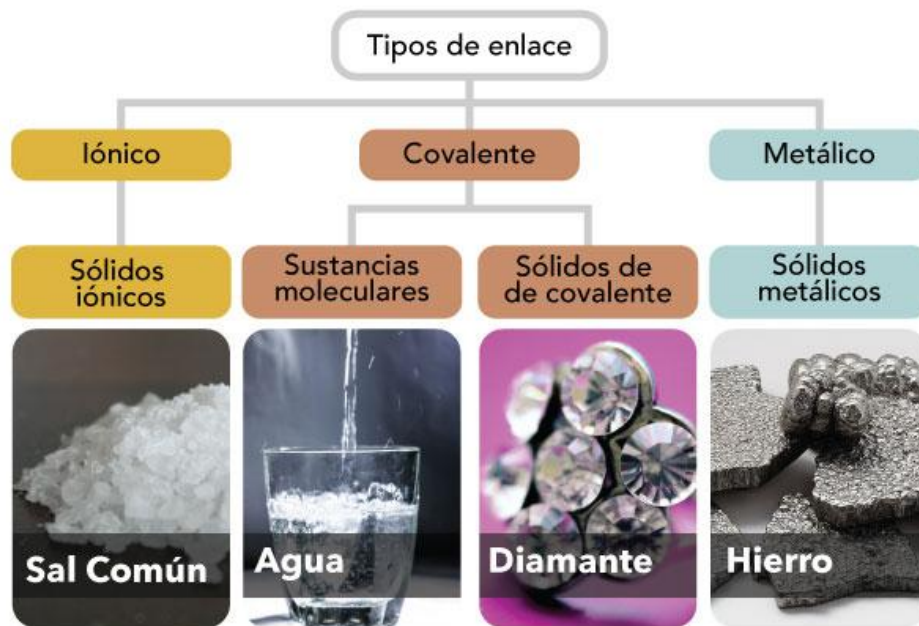 Tipos de enlace
Iónico
Covalente
Metálico
Sólidos
iónicos
Sustancias
moleculares
Sólidos de
de covalente
Sólidos
metálicos
Sal Común
Agua
Diamante
Hierro